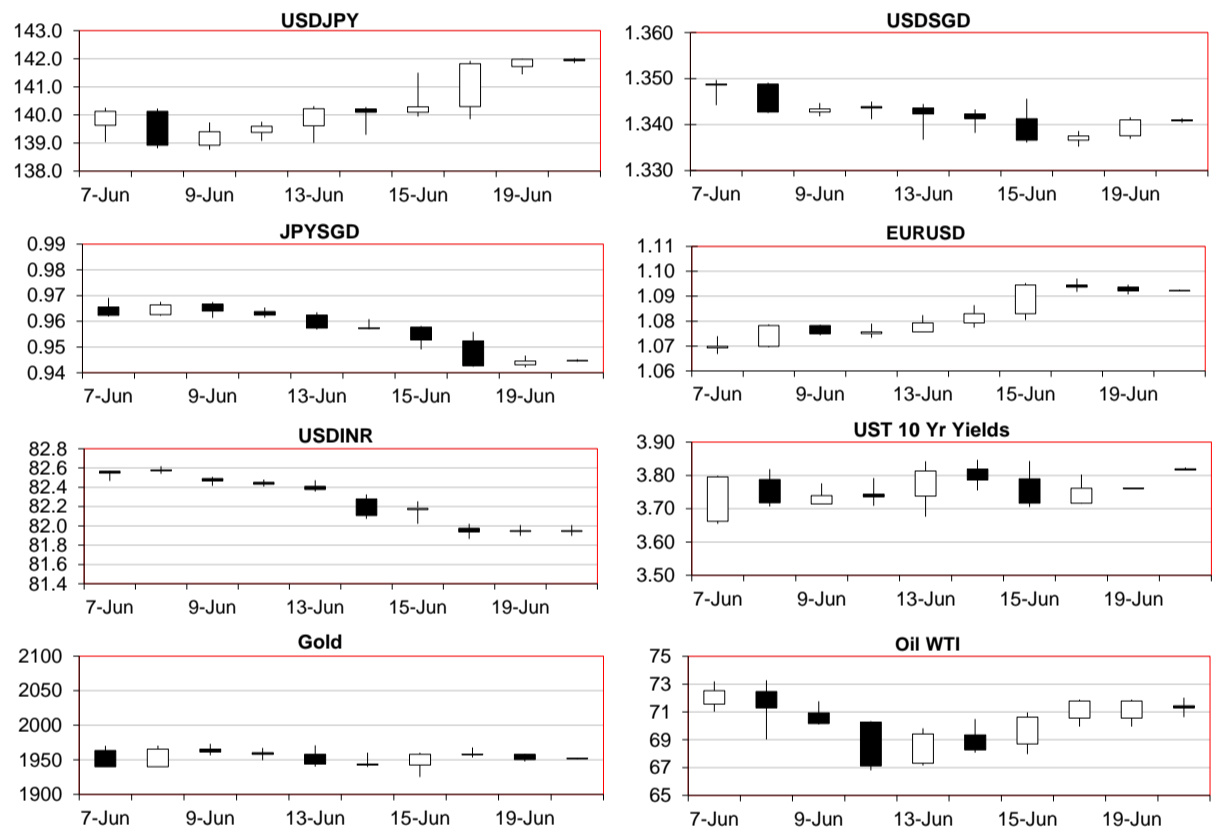 USDJPY
143.0
142.0
141.0
140.0
139.0
138.0
7-Jun 9-Jun 13-Jun 15-Jun 19-Jun
USDSGD
1.360
1.350
1.340
1.330
7-Jun 9-Jun 13-Jun 15-Jun 19-Jun
JPYSGD
0.99
0.98
0.97
0.96
0.95
0.94
7-Jun 9-Jun 13-Jun 15-Jun 19-Jun
EURUSD
1.11
1.10
1.09
1.08
1.07
1.06
7-Jun 9-Jun 13-Jun 15-Jun 19-Jun
USDINR
82.8
82.6
82.4
82.2
82.0
81.8
81.6
81.4
7-Jun 9-Jun 13-Jun 15-Jun 19-Jun
UST 10 Yr Yields
3.90
3.80
3.70
3.60
3.50
7-Jun 9-Jun 13-Jun 15-Jun 19-Jun
Gold
2100
2050
2000
1950
1900
7-Jun 9-Jun 13-Jun 15-Jun 19-Jun
Oil WTI
75
73
71
69
67
65
7-Jun 9-Jun 13-Jun 15-Jun 19-Jun